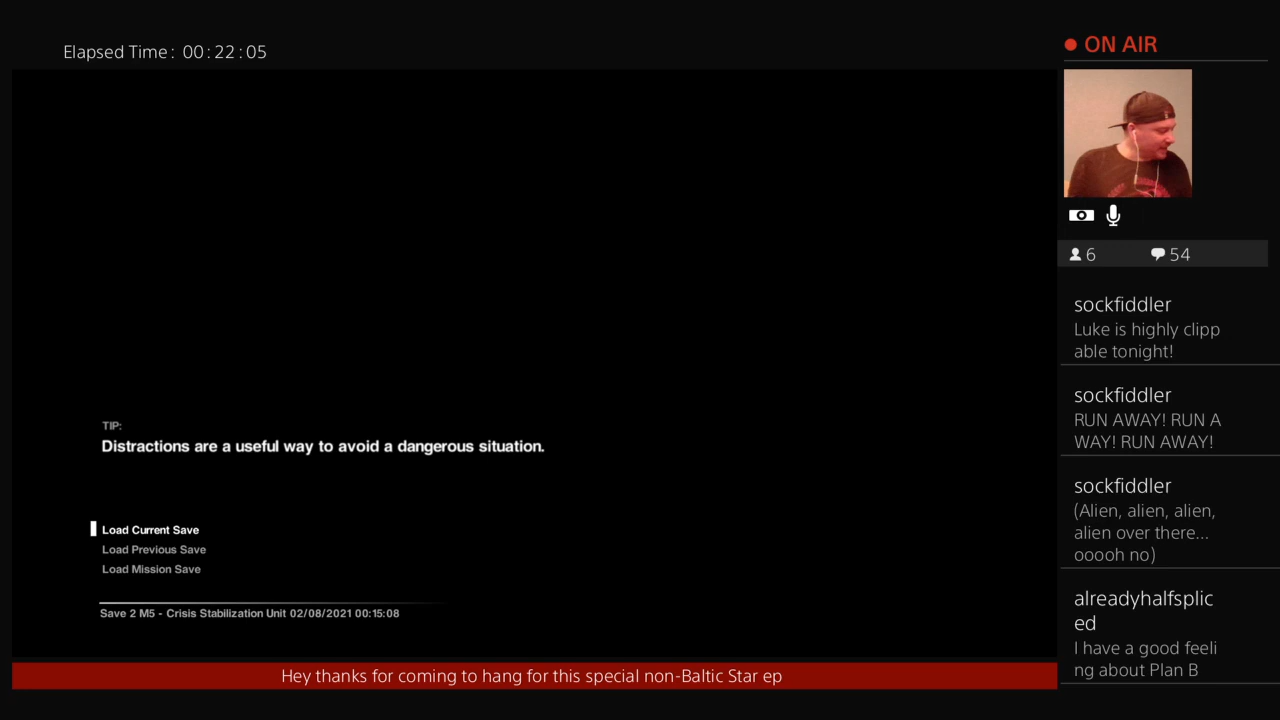 Elapsed Time: 00:22:05
ON AIR
6
54
sockfiddler
Luke is highly clipp
able tonight!
sockfiddler
RUN AWAY! RUN A
WAY! RUN AWAY!
sockfiddler
(Alien, alien, alien,
alien over there...
ooooh no)
alreadyhalfsplic
ed
I have a good feeli
ng about Plan B
TIP:
Distractions are a useful way to avoid a dangerous situation.
Load Current Save
Load Previous Save
Load Mission Save
Save 2 M5 - Crisis Stabilization Unit 02/08/2021 00:15:08
Hey thanks for coming to hang for this special non-Baltic Star ep